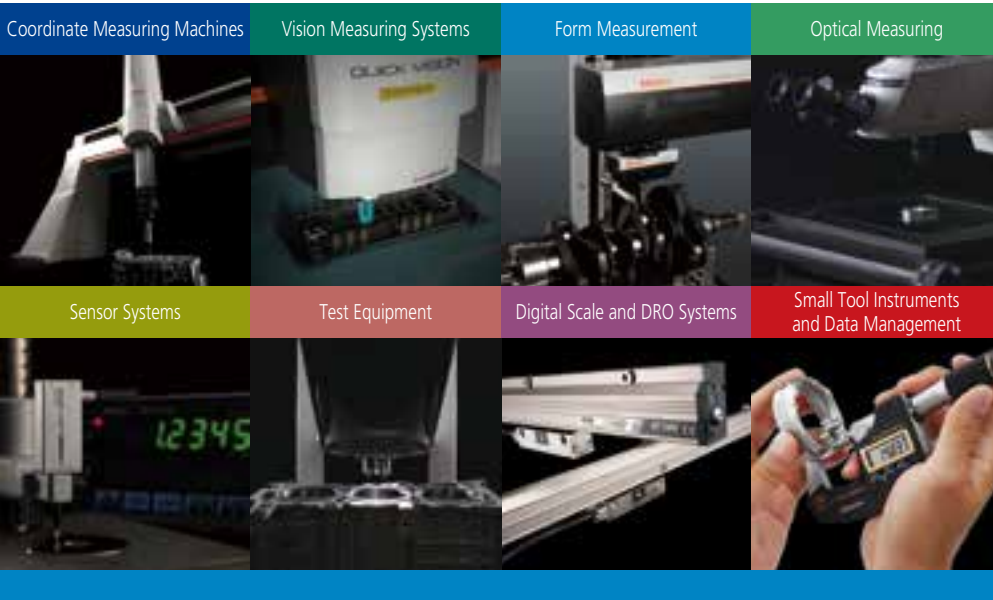 Coordinate Measuring Machines
Vision Measuring Systems
Form Measurement
Optical Measuring
QUICK VISION
Sensor Systems
Test Equipment
Digital Scale and DRO Systems
Small Tool Instruments
and Data Management
12345